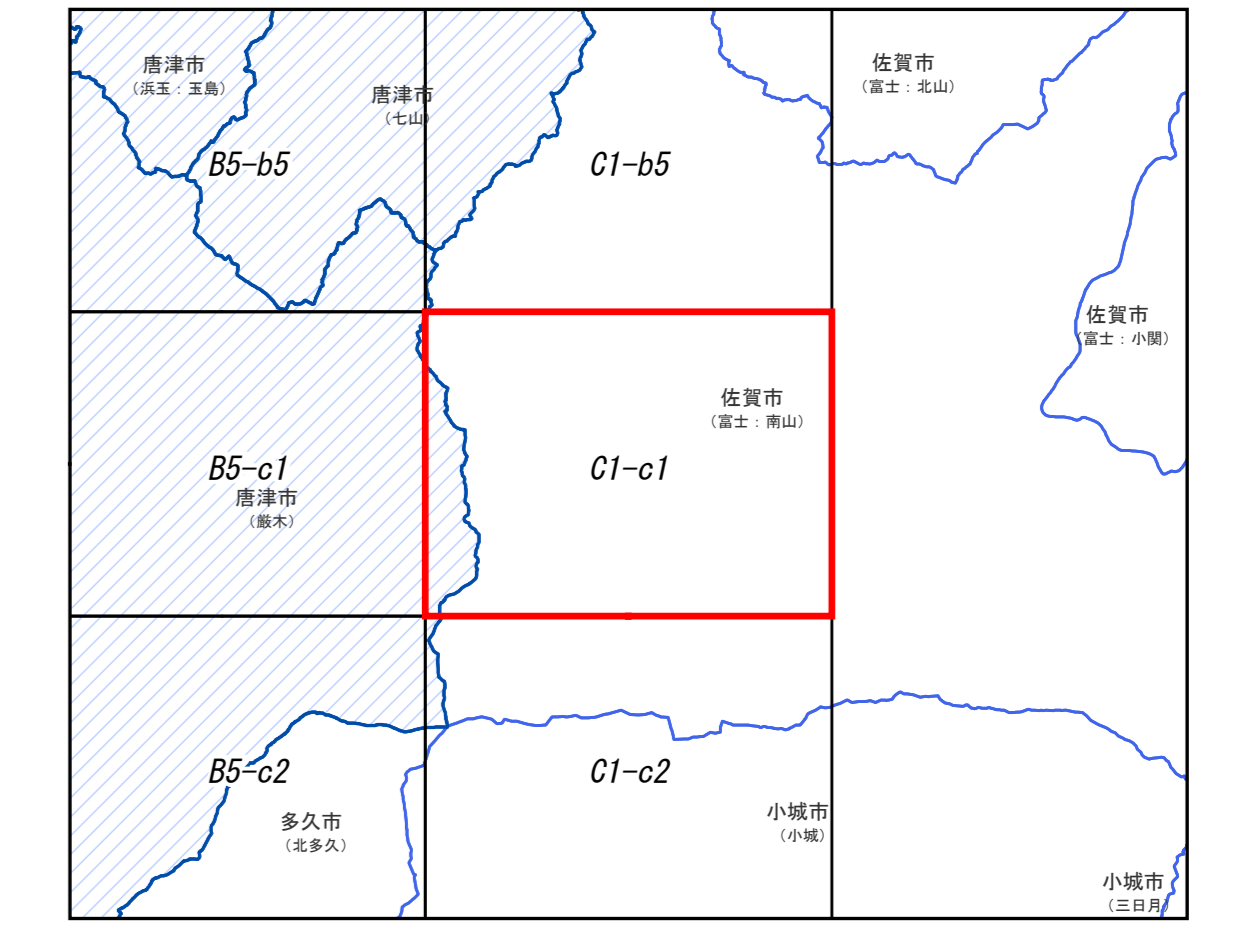 唐津市
（浜玉：玉島）
唐津市
（七山）
佐賀市
（富士：北山）
B5-b5
C1-b5
佐賀市
（富士：小関）
佐賀市
（富士：南山）
B5-c1
C1-c1
唐津市
（厳木）
B5-c2
C1-c2
多久市
（北多久）
小城市
（小城）
小城市
（三日月）